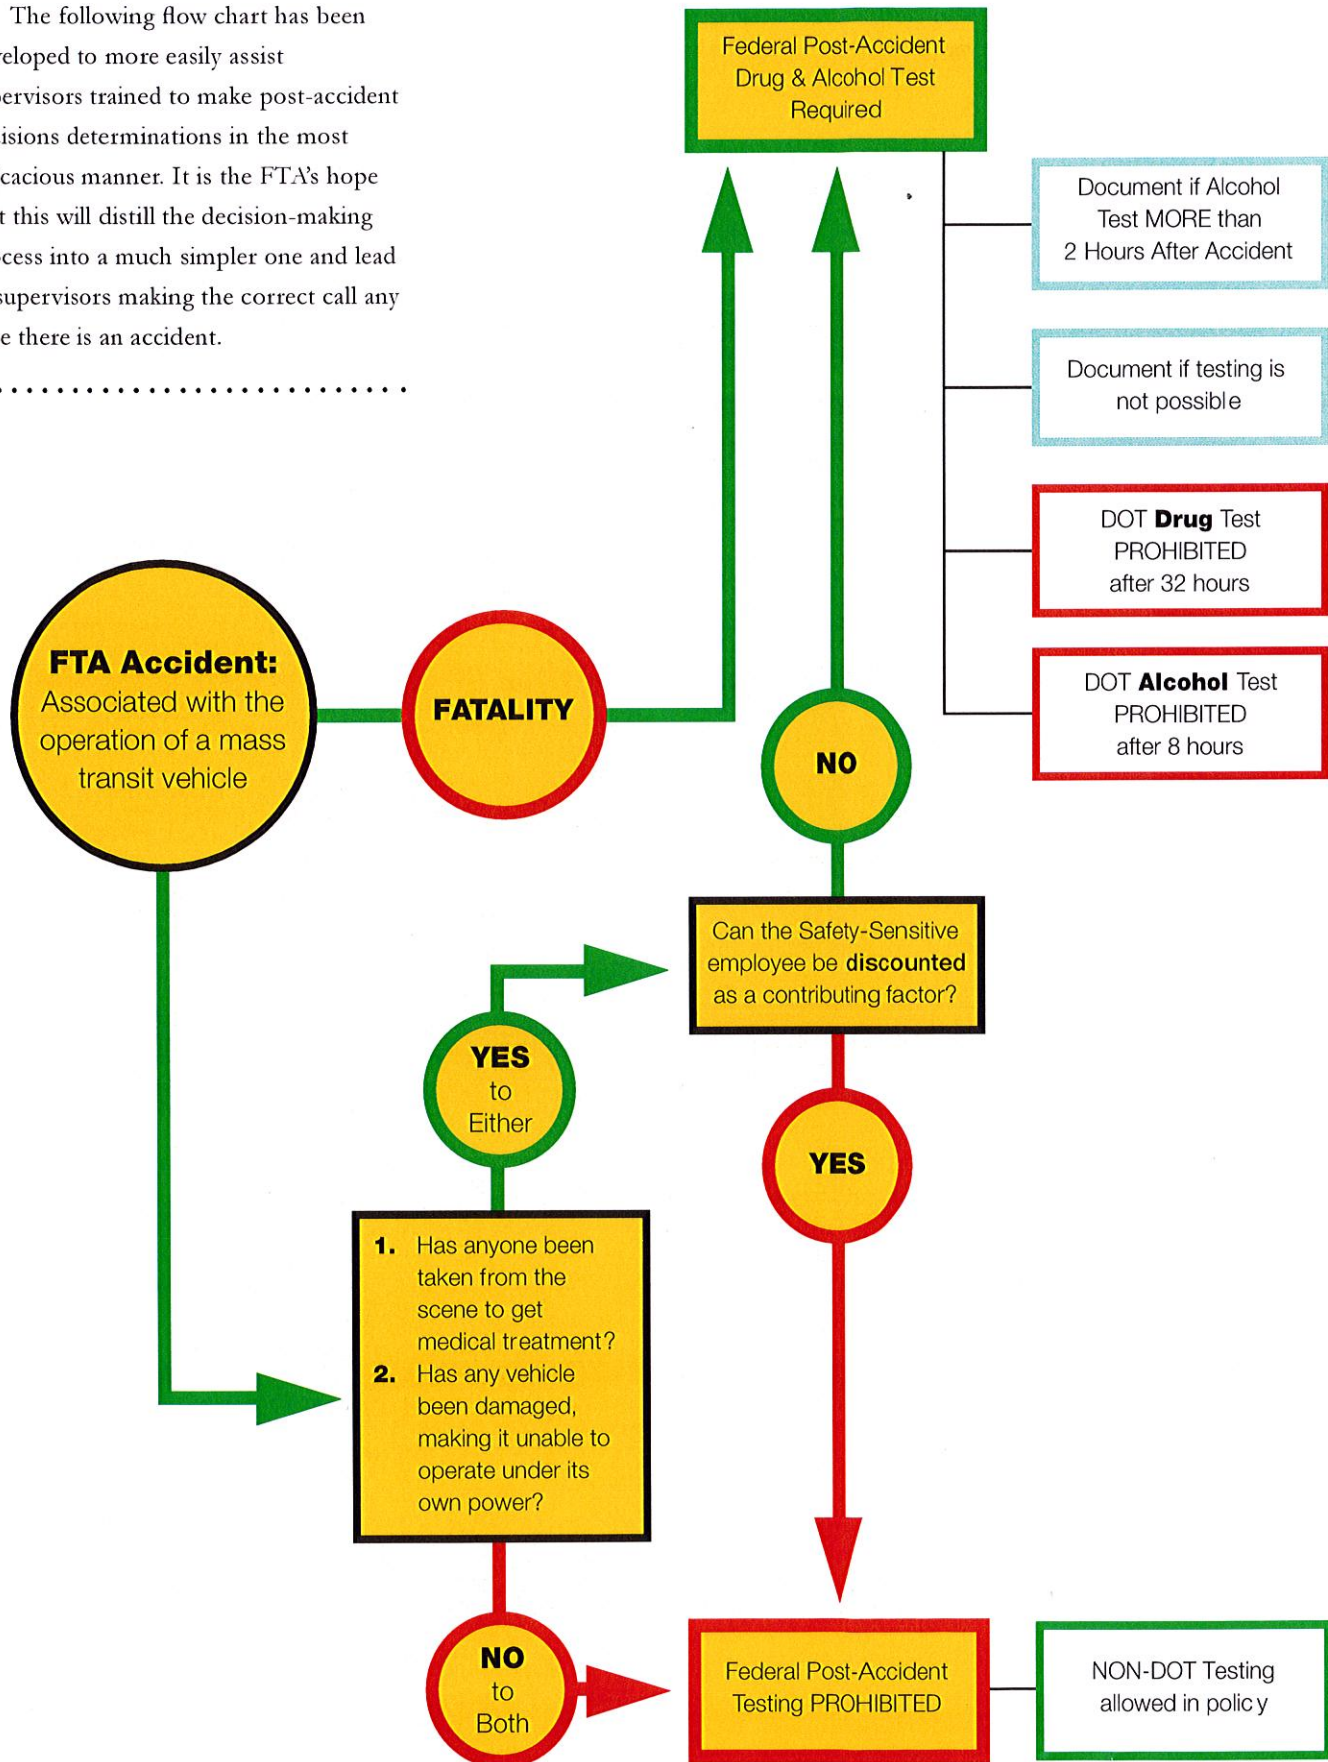 The following flow chart has been
veloped to more easily assist
pervisors trained to make post-accident
isions determinations in the most
cacious manner. It is the FTA's hope
t this will distill the decision-making
cess into a much simpler one and lead
supervisors making the correct call any
e there is an accident.
Federal Post-Accident
Drug & Alcohol Test
Required
Document if Alcohol
Test MORE than
2 Hours After Accident
Document if testing is
not possible
DOT Drug Test
PROHIBITED
after 32 hours
DOT Alcohol Test
PROHIBITED
after 8 hours
FTA Accident:
Associated with the
operation of a mass
transit vehicle
FATALITY
NO
Can the Safety-Sensitive
employee be discounted
as a contributing factor?
YES
to
Either
YES
1. Has anyone been
taken from the
scene to get
medical treatment?
2. Has any vehicle
been damaged,
making it unable to
operate under its
own power?
NO
to
Both
Federal Post-Accident
Testing PROHIBITED
NON-DOT Testing
allowed in policy